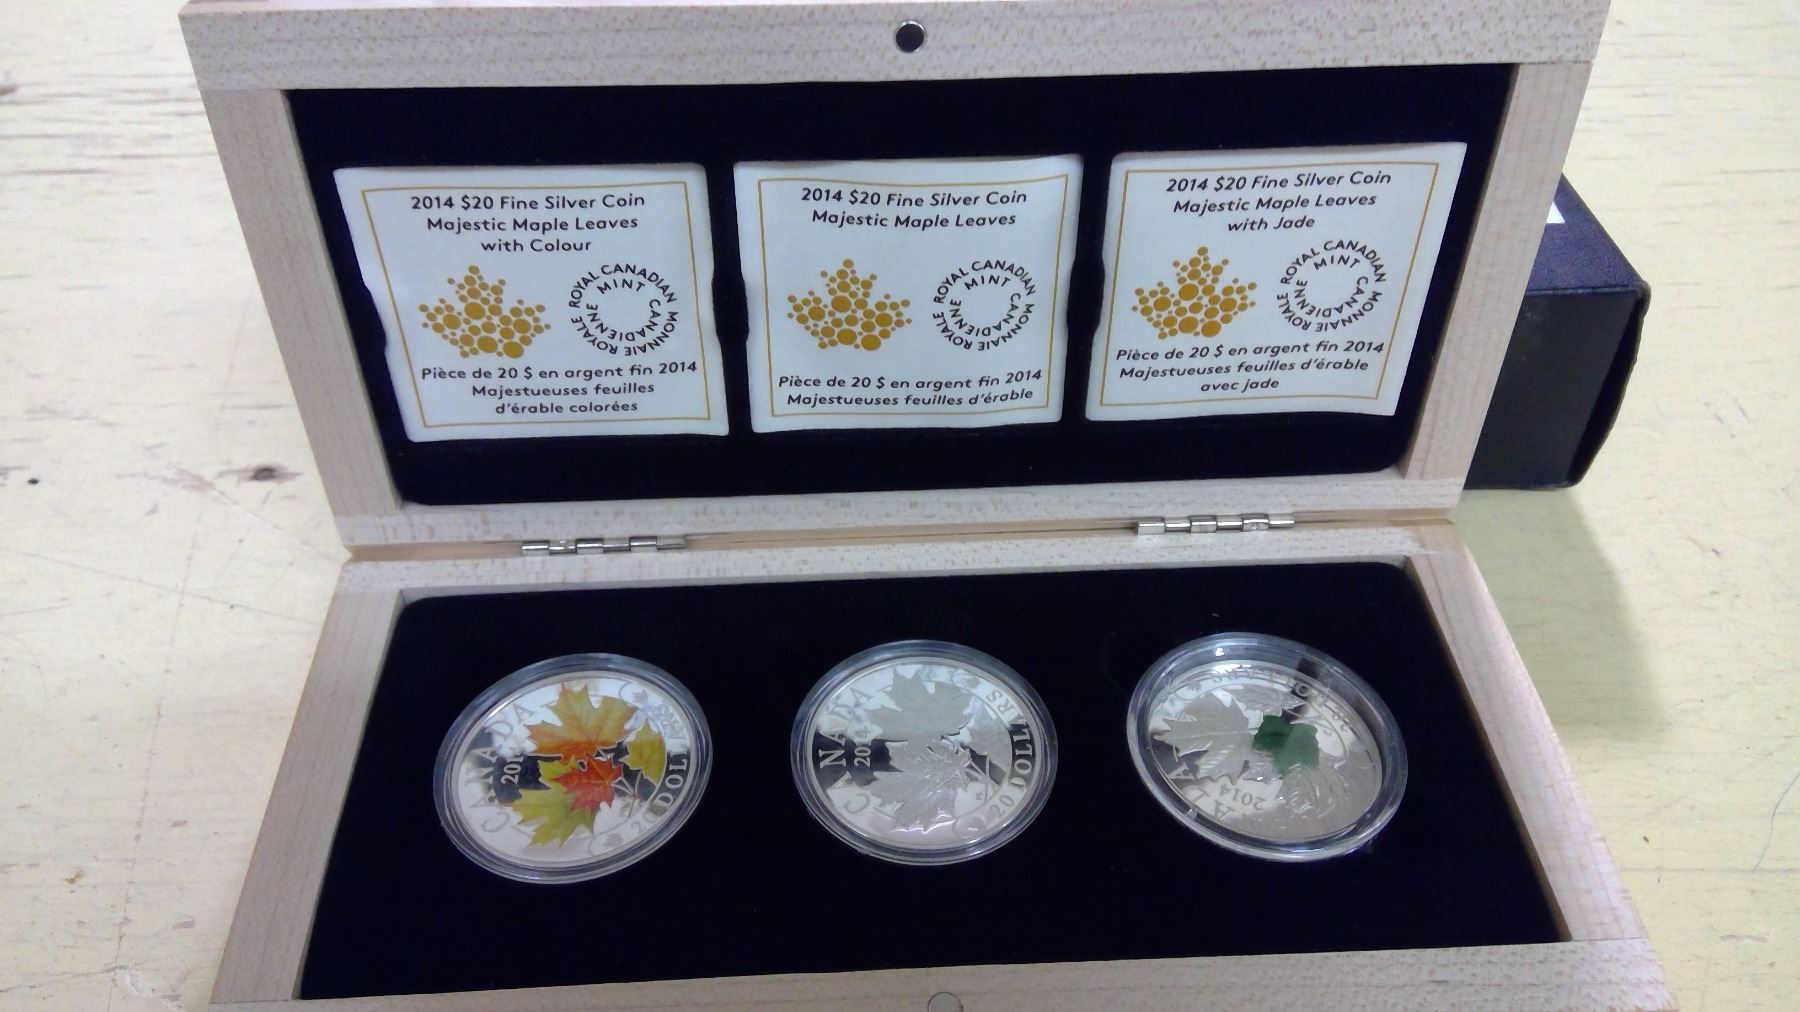 2014 $20 Fine Silver Coin
Majestic Maple Leaves
with Colour
ROYAL CANADIAN MINT
MONNAIE ROYALE CANADIENNE
Pièce de 20 $ en argent fin 2014
Majestueuses feuilles
d'érable colorées
2014 $20 Fine Silver Coin
Majestic Maple Leaves
ROYAL CANADIAN MINT
MONNAIE ROYALE CANADIENNE
Pièce de 20 $ en argent fin 2014
Majestueuses feuilles d'érable
2014 $20 Fine Silver Coin
Majestic Maple Leaves
with Jade
ROYAL CANADIAN MINT
MONNAIE ROYALE CANADIENNE
Pièce de 20 $ en argent fin 2014
Majestueuses feuilles d'érable
avec jade
CANADA
20 DOLLARS
CANADA
2014
20 DOLLARS
2014